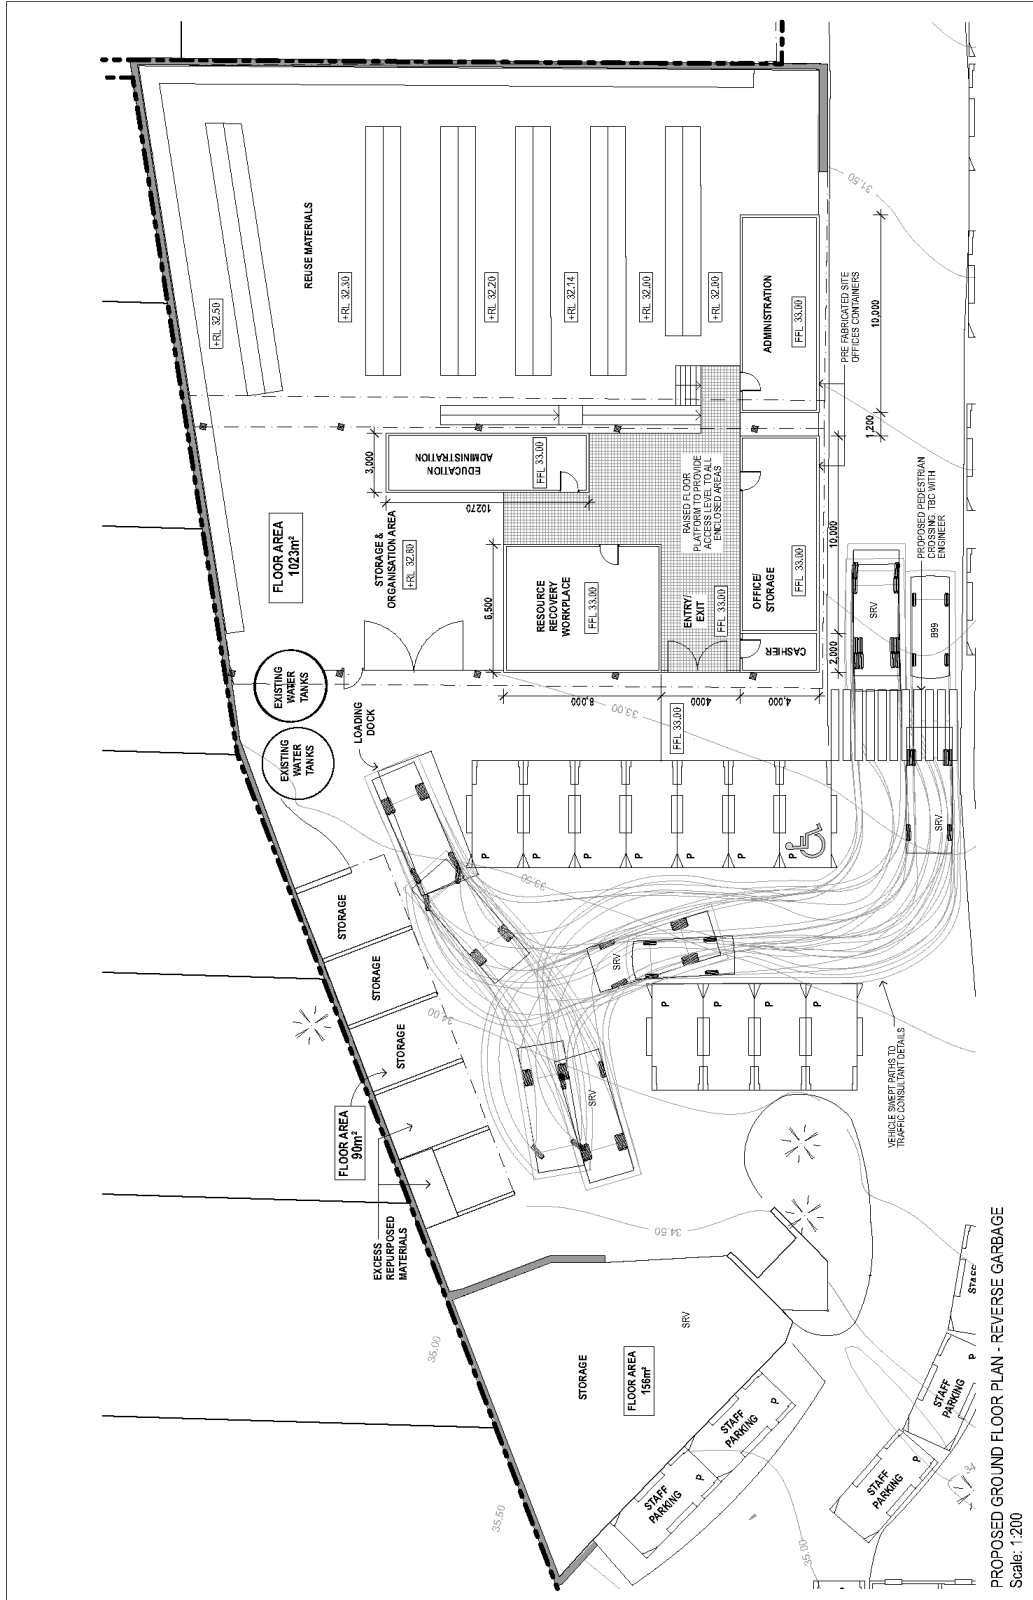 REUSE MATERIALS
+RL 32.50
+RL 32.30
+RL 32.20
+RL 32.14
+RL 32.00
+RL 32.00
31.50
ADMINISTRATION
FFL 33.00
PRE FABRICATED SITE
OFFICES CONTAINERS
10,000
1,200
EDUCATION
ADMINISTRATION
FFL 33.00
3,000
10270
FLOOR AREA
1023m²
STORAGE &
ORGANISATION AREA
+RL 32.60
RAISED FLOOR
PLATFORM TO PROVIDE
ACCESS LEVEL TO ALL
ENCLOSED AREAS
6,500
RESOURCE
RECOVERY
WORKPLACE
FFL 33.00
ENTRY/
EXIT
FFL 33.00
OFFICE/
STORAGE
FFL 33.00
CASHIER
10,000
2,000
8,000
4000
4,000
33.00
FFL 33.00
PROPOSED PEDESTRIAN
CROSSING. TBC WITH
ENGINEER
SRV
B99
SRV
EXISTING
WATER
TANKS
EXISTING
WATER
TANKS
LOADING
DOCK
P
P
P
P
P
P
P
33.50
STORAGE
STORAGE
STORAGE
34.00
SRV
SRV
P
P
P
P
VEHICLE SWEPT PATHS TO
TRAFFIC CONSULTANT DETAILS
FLOOR AREA
90m²
EXCESS
REPURPOSED
MATERIALS
34.50
35.00
STORAGE
FLOOR AREA
156m²
SRV
STAFF
PARKING
P
STAFF
PARKING
P
STAFF
PARKING
P
STAFF
PARKING
P
35.50
35.00
34
PROPOSED GROUND FLOOR PLAN - REVERSE GARBAGE
Scale: 1:200